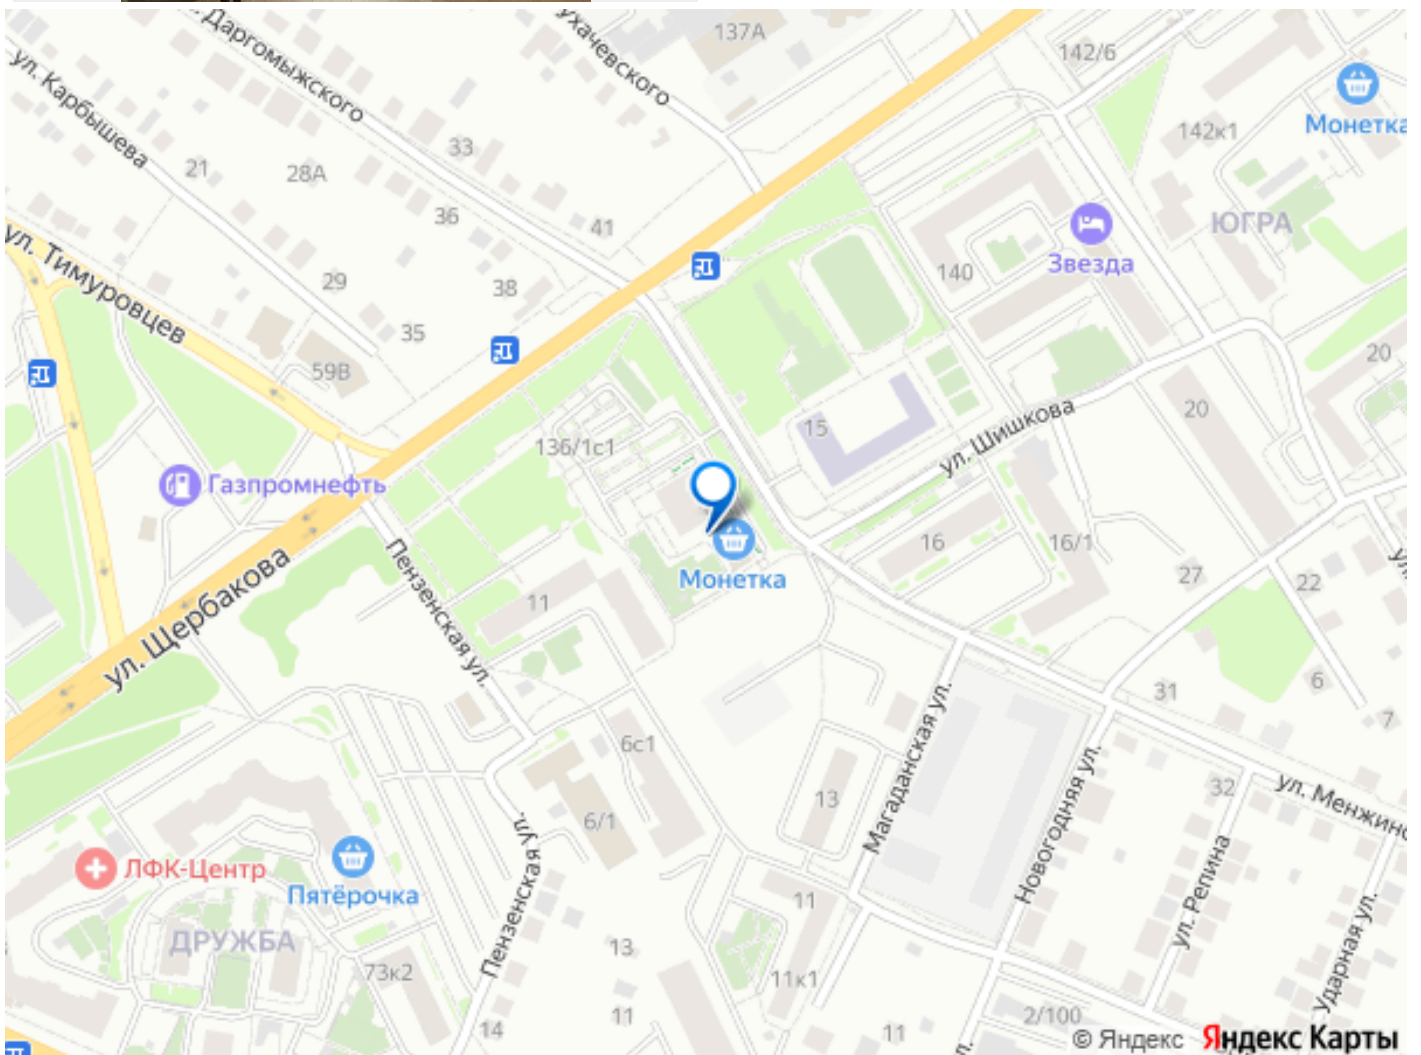 137А
ухачевского
142/6
ул. Даргомыжского
ул. Карбышева
Монетка
142к1
33
21
28А
36
41
ЮГРА
Звезда
140
ул. Тимуровцев
29
38
35
59В
20
20
136/1с1
15
ул. Шишкова
Газпромнефть
16
16/1
Монетка
27
22
ул.
ул. Щербакова
Пензенская ул.
11
6
31
7
6с1
Магаданская ул.
Новогодняя ул.
32
ул. Менжинс
13
6/1
ЛФК-Центр
Пятёрочка
Пензенская ул.
ул. Репина
Ударная ул.
11
ДРУЖБА
13
73к2
11к1
14
11
11
2/100
л.
© Яндекс Яндекс Карты